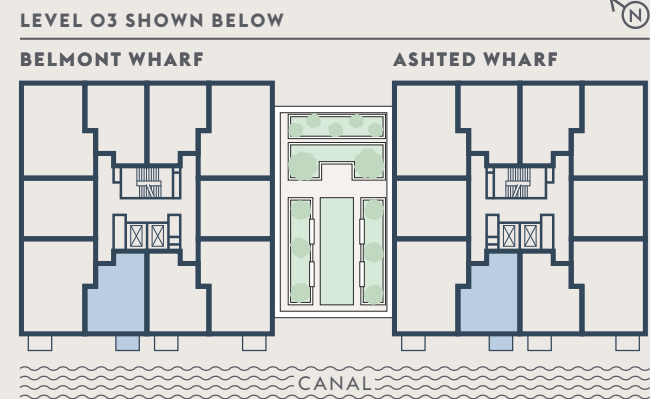 LEVEL 03 SHOWN BELOW
N
BELMONT WHARF
ASHTED WHARF
CANAL